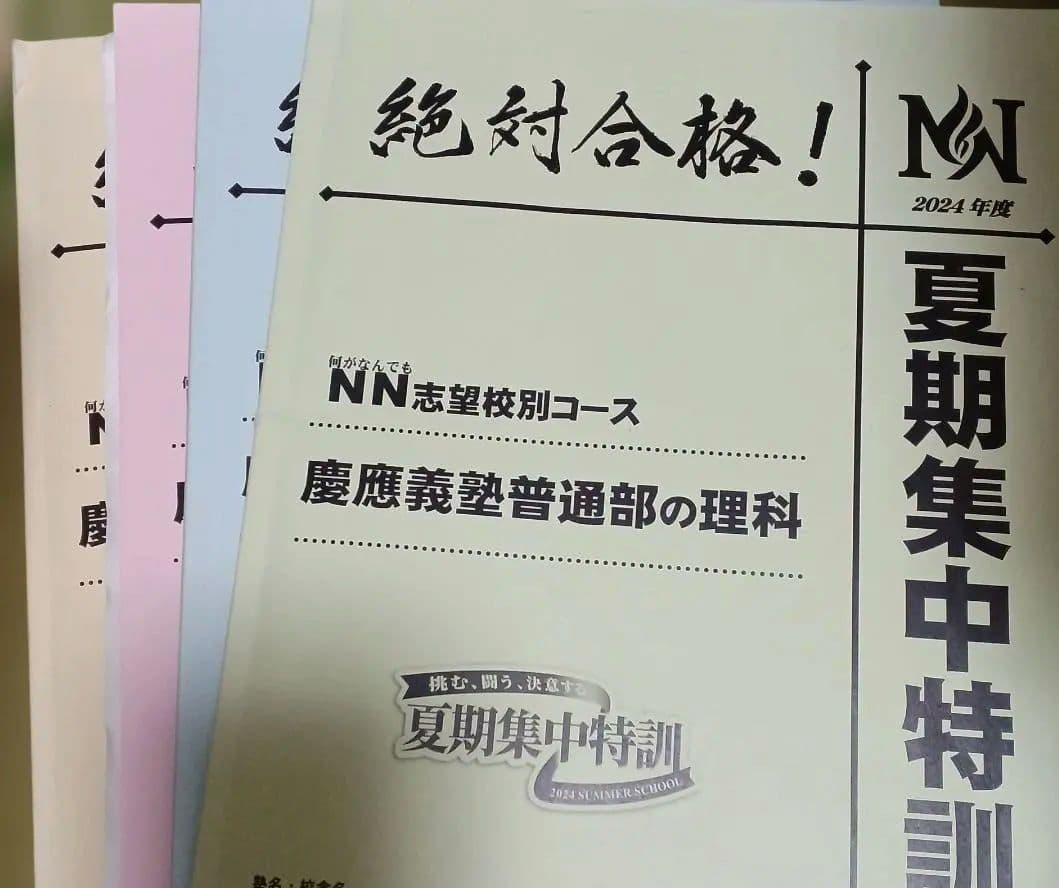 絶対合格!
NN
2024年度
夏期集中特訓
何がなんでも
NN志望校別コース
慶應義塾普通部の理科
挑む、闘う、決意する
夏期集中特訓
2024 SUMMER SCHOOL
慶